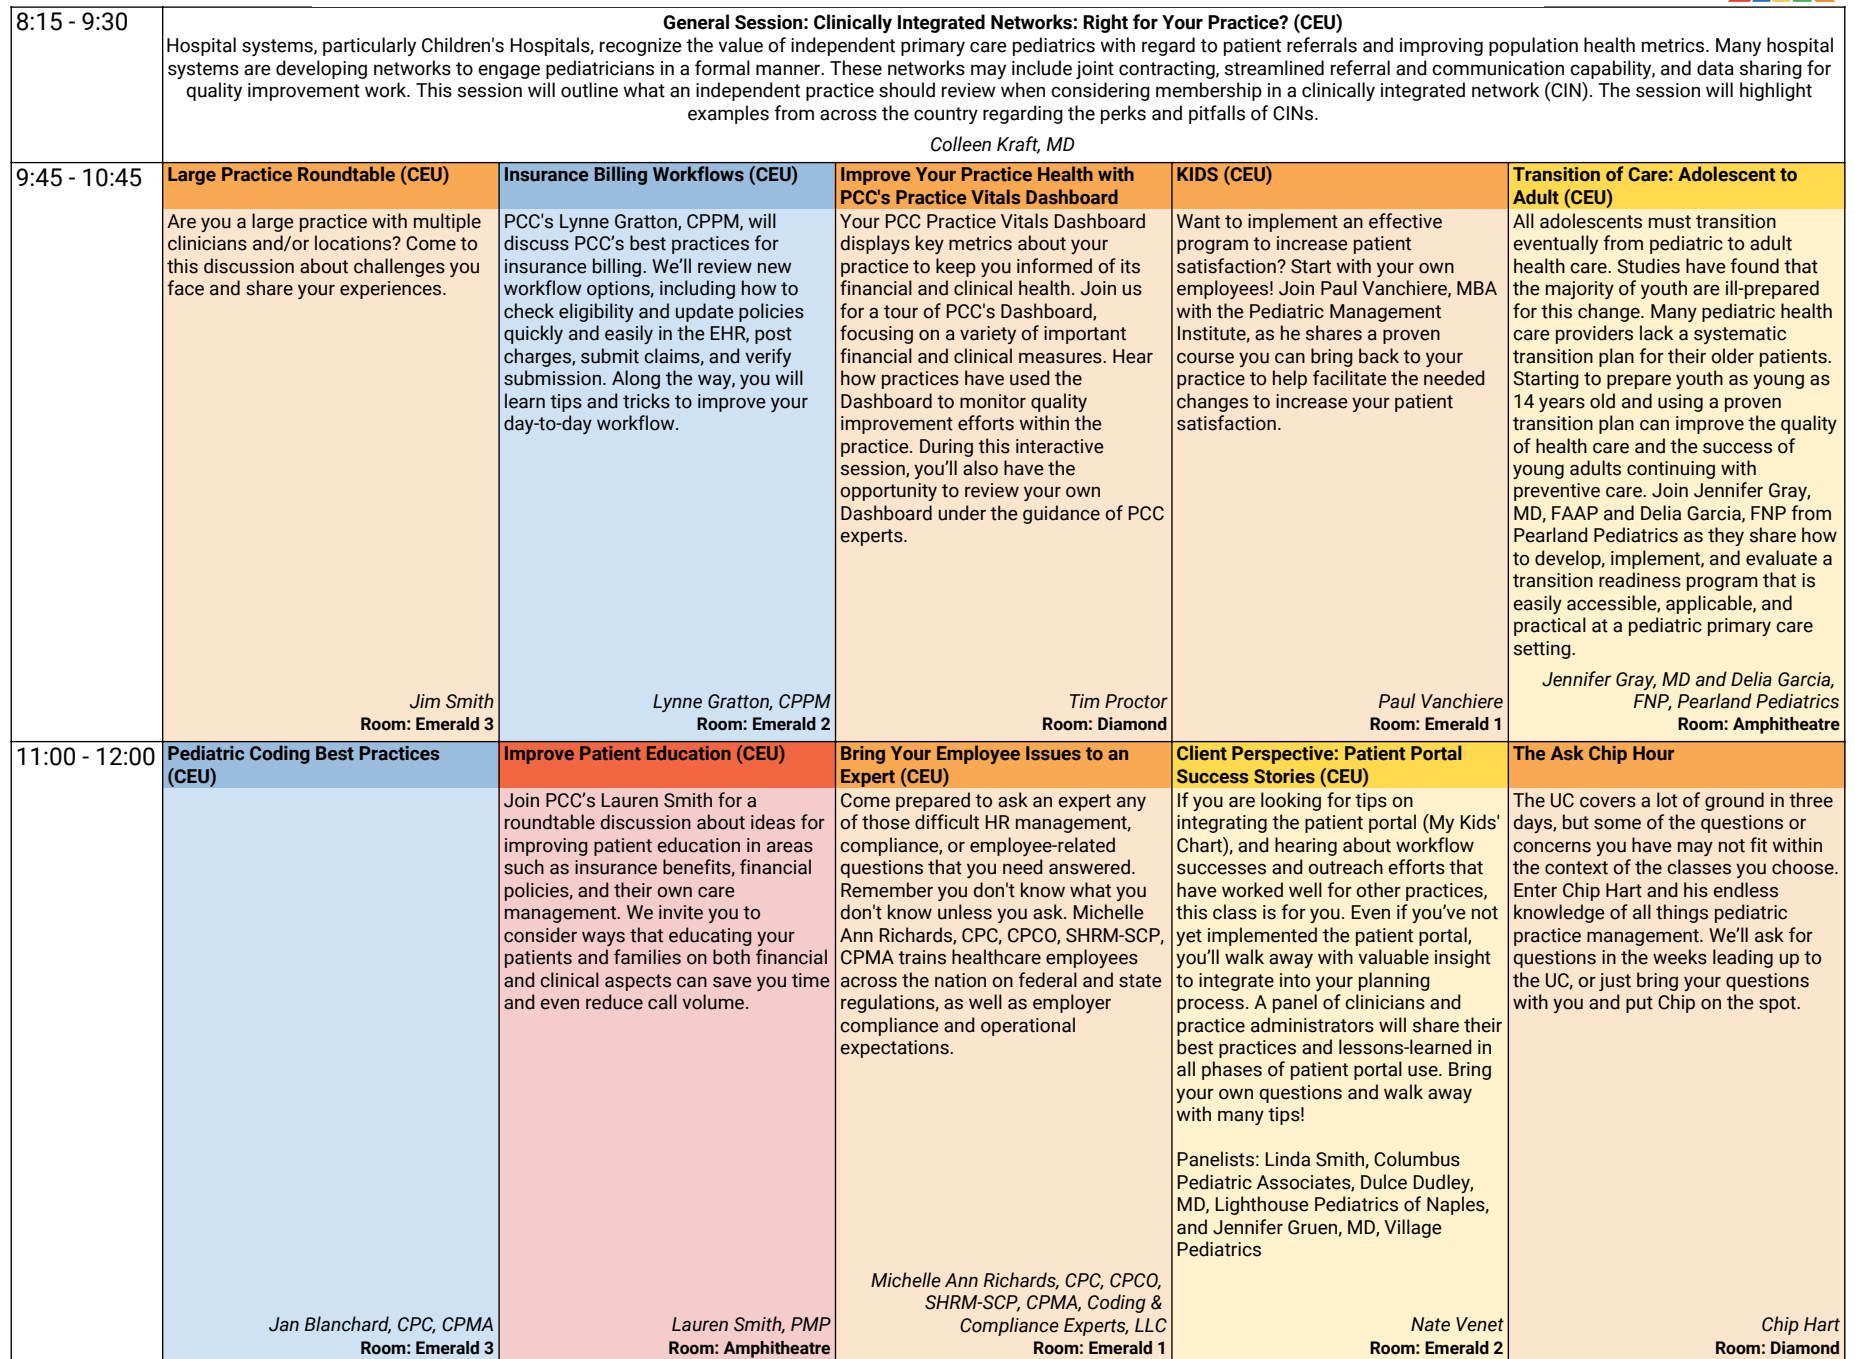 8:15 - 9:30
General Session: Clinically Integrated Networks: Right for Your Practice? (CEU)
Hospital systems, particularly Children's Hospitals, recognize the value of independent primary care pediatrics with regard to patient referrals and improving population health metrics. Many hospital
systems are developing networks to engage pediatricians in a formal manner. These networks may include joint contracting, streamlined referral and communication capability, and data sharing for
quality improvement work. This session will outline what an independent practice should review when considering membership in a clinically integrated network (CIN). The session will highlight
examples from across the country regarding the perks and pitfalls of CINs.
Colleen Kraft, MD
9:45 - 10:45
Large Practice Roundtable (CEU)
Are you a large practice with multiple
clinicians and/or locations? Come to
this discussion about challenges you
face and share your experiences.
Jim Smith
Room: Emerald 3
Insurance Billing Workflows (CEU)
PCC's Lynne Gratton, CPPM, will
discuss PCC’s best practices for
insurance billing. We’ll review new
workflow options, including how to
check eligibility and update policies
quickly and easily in the EHR, post
charges, submit claims, and verify
submission. Along the way, you will
learn tips and tricks to improve your
day-to-day workflow.
Lynne Gratton, CPPM
Room: Emerald 2
Improve Your Practice Health with
PCC's Practice Vitals Dashboard
Your PCC Practice Vitals Dashboard
displays key metrics about your
practice to keep you informed of its
financial and clinical health. Join us
for a tour of PCC's Dashboard,
focusing on a variety of important
financial and clinical measures. Hear
how practices have used the
Dashboard to monitor quality
improvement efforts within the
practice. During this interactive
session, you’ll also have the
opportunity to review your own
Dashboard under the guidance of PCC
experts.
Tim Proctor
Room: Diamond
KIDS (CEU)
Want to implement an effective
program to increase patient
satisfaction? Start with your own
employees! Join Paul Vanchiere, MBA
with the Pediatric Management
Institute, as he shares a proven
course you can bring back to your
practice to help facilitate the needed
changes to increase your patient
satisfaction.
Paul Vanchiere
Room: Emerald 1
Transition of Care: Adolescent to
Adult (CEU)
All adolescents must transition
eventually from pediatric to adult
health care. Studies have found that
the majority of youth are ill-prepared
for this change. Many pediatric health
care providers lack a systematic
transition plan for their older patients.
Starting to prepare youth as young as
14 years old and using a proven
transition plan can improve the quality
of health care and the success of
young adults continuing with
preventive care. Join Jennifer Gray,
MD, FAAP and Delia Garcia, FNP from
Pearland Pediatrics as they share how
to develop, implement, and evaluate a
transition readiness program that is
easily accessible, applicable, and
practical at a pediatric primary care
setting.
Jennifer Gray, MD and Delia Garcia,
FNP, Pearland Pediatrics
Room: Amphitheatre
11:00 - 12:00
Pediatric Coding Best Practices
(CEU)
Jan Blanchard, CPC, CPMA
Room: Emerald 3
Improve Patient Education (CEU)
Join PCC’s Lauren Smith for a
roundtable discussion about ideas for
improving patient education in areas
such as insurance benefits, financial
policies, and their own care
management. We invite you to
consider ways that educating your
patients and families on both financial
and clinical aspects can save you time
and even reduce call volume.
Lauren Smith, PMP
Room: Amphitheatre
Bring Your Employee Issues to an
Expert (CEU)
Come prepared to ask an expert any
of those difficult HR management,
compliance, or employee-related
questions that you need answered.
Remember you don't know what you
don't know unless you ask. Michelle
Ann Richards, CPC, CPCO, SHRM-SCP,
CPMA trains healthcare employees
across the nation on federal and state
regulations, as well as employer
compliance and operational
expectations.
Michelle Ann Richards, CPC, CPCO,
SHRM-SCP, CPMA, Coding &
Compliance Experts, LLC
Room: Emerald 1
Client Perspective: Patient Portal
Success Stories (CEU)
If you are looking for tips on
integrating the patient portal (My Kids'
Chart), and hearing about workflow
successes and outreach efforts that
have worked well for other practices,
this class is for you. Even if you’ve not
yet implemented the patient portal,
you’ll walk away with valuable insight
to integrate into your planning
process. A panel of clinicians and
practice administrators will share their
best practices and lessons-learned in
all phases of patient portal use. Bring
your own questions and walk away
with many tips!
Panelists: Linda Smith, Columbus
Pediatric Associates, Dulce Dudley,
MD, Lighthouse Pediatrics of Naples,
and Jennifer Gruen, MD, Village
Pediatrics
Nate Venet
Room: Emerald 2
The Ask Chip Hour
The UC covers a lot of ground in three
days, but some of the questions or
concerns you have may not fit within
the context of the classes you choose.
Enter Chip Hart and his endless
knowledge of all things pediatric
practice management. We’ll ask for
questions in the weeks leading up to
the UC, or just bring your questions
with you and put Chip on the spot.
Chip Hart
Room: Diamond